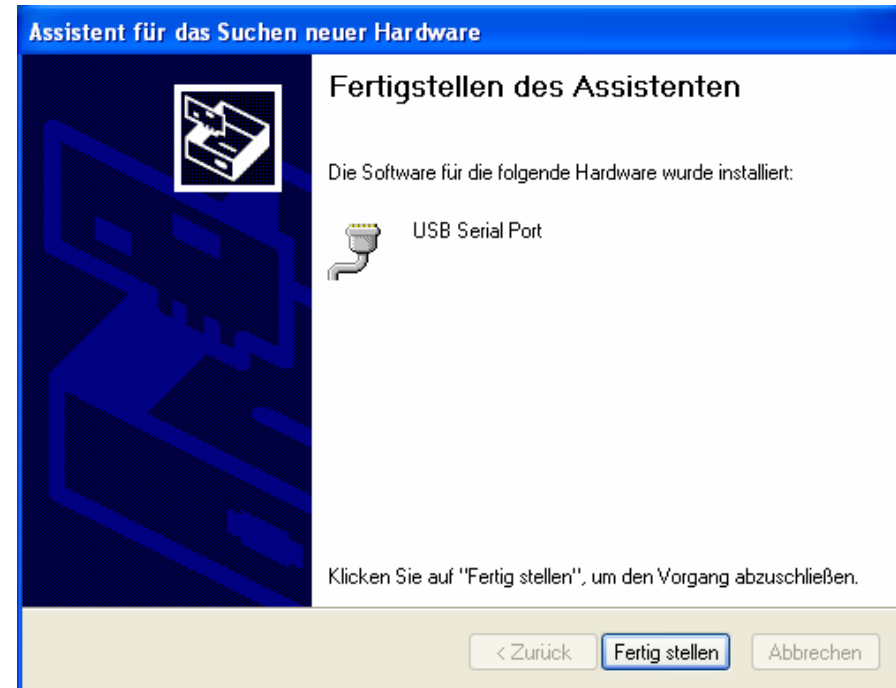 Assistent für das Suchen neuer Hardware
Fertigstellen des Assistenten
Die Software für die folgende Hardware wurde installiert:
USB Serial Port
Klicken Sie auf "Fertig stellen", um den Vorgang abzuschließen.
< Zurück Fertig stellen Abbrechen